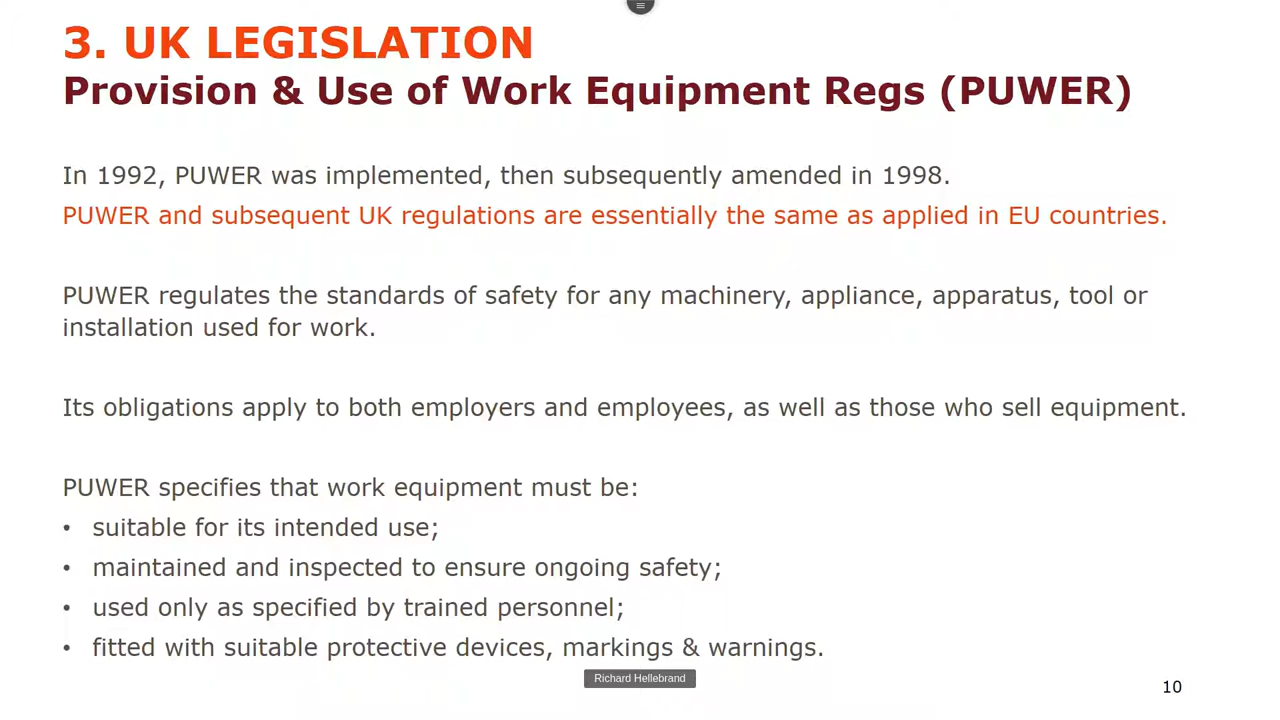 3. UK LEGISLATION
Provision & Use of Work Equipment Regs (PUWER)
In 1992, PUWER was implemented, then subsequently amended in 1998.
PUWER and subsequent UK regulations are essentially the same as applied in EU countries.
PUWER regulates the standards of safety for any machinery, appliance, apparatus, tool or
installation used for work.
Its obligations apply to both employers and employees, as well as those who sell equipment.
PUWER specifies that work equipment must be:
• suitable for its intended use;
• maintained and inspected to ensure ongoing safety;
• used only as specified by trained personnel;
• fitted with suitable protective devices, markings & warnings.
Richard Hellebrand
10